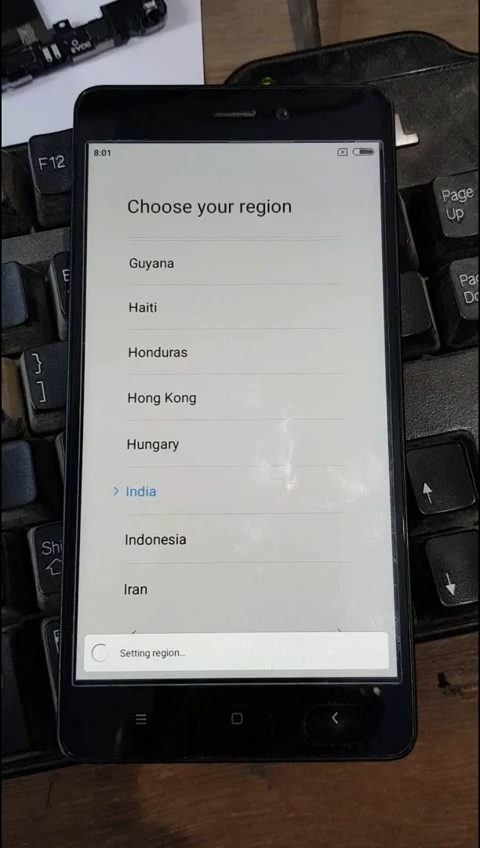 F12
8:01
Page
Up
Choose your region
Guyana
Haiti
Honduras
}
]
Hong Kong
Hungary
India
Indonesia
Iran
Setting region...